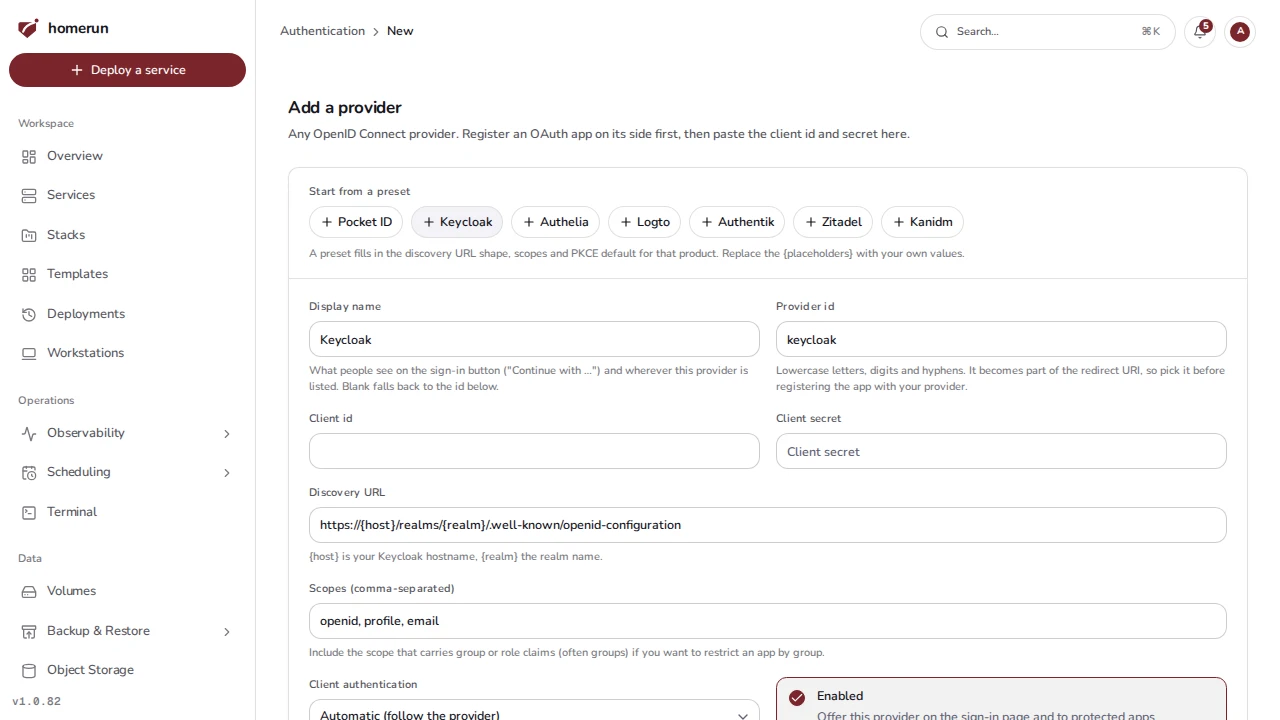 homerun
Deploy a service
Workspace
Overview
Services
Stacks
Templates
Deployments
Workstations
Operations
Observability
Scheduling
Terminal
Data
Volumes
Backup & Restore
Object Storage
v1.0.82
Authentication > New
Search...
⌘K
5
A
Add a provider
Any OpenID Connect provider. Register an OAuth app on its side first, then paste the client id and secret here.
Start from a preset
+ Pocket ID
+ Keycloak
+ Authelia
+ Logto
+ Authentik
+ Zitadel
+ Kanidm
A preset fills in the discovery URL shape, scopes and PKCE default for that product. Replace the {placeholders} with your own values.
Display name
Keycloak
What people see on the sign-in button ("Continue with ...") and wherever this provider is
listed. Blank falls back to the id below.
Provider id
keycloak
Lowercase letters, digits and hyphens. It becomes part of the redirect URI, so pick it before
registering the app with your provider.
Client id
Client secret
Client secret
Discovery URL
https://{host}/realms/{realm}/.well-known/openid-configuration
{host} is your Keycloak hostname, {realm} the realm name.
Scopes (comma-separated)
openid, profile, email
Include the scope that carries group or role claims (often groups) if you want to restrict an app by group.
Client authentication
Automatic (follow the provider)
Enabled
Offer this provider on the sign-in page and to protected apps